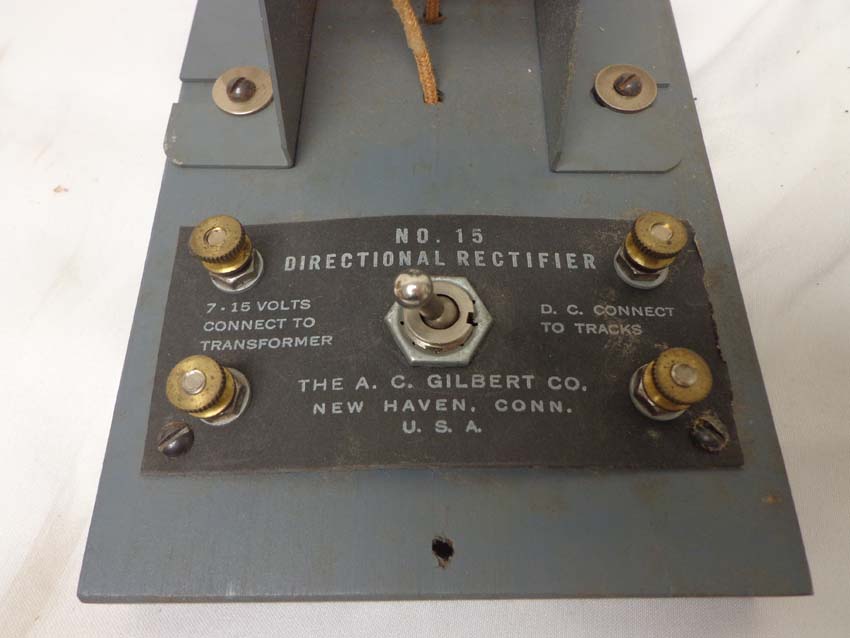 NO. 15
DIRECTIONAL RECTIFIER
7-15 VOLTS
CONNECT TO
TRANSFORMER
D. C. CONNECT
TO TRACKS
THE A. C. GILBERT CO.
NEW HAVEN, CONN.
U. S. A.